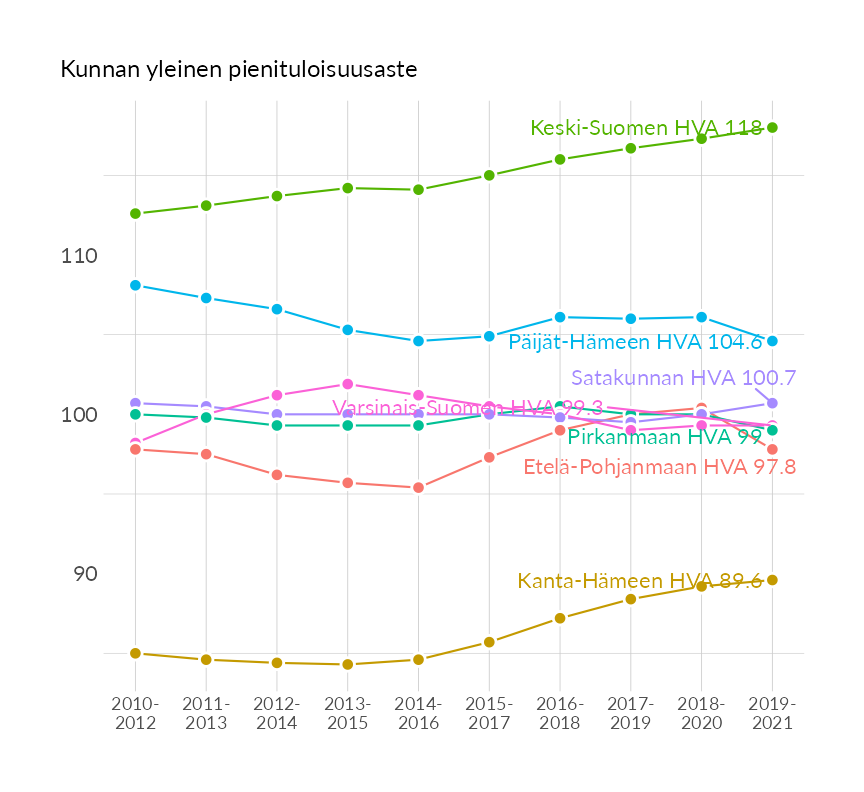 Kunnan yleinen pienituloisuusaste
Keski-Suomen HVA 118
110
Päijät-Hämeen HVA 104.6
Satakunnan HVA 100.7
Varsinais-Suomen HVA 99.3
100
Pirkanmaan HVA 99
Etelä-Pohjanmaan HVA 97.8
90
Kanta-Hämeen HVA 89.6
2010- 2011- 2012- 2013- 2014- 2015- 2016- 2017- 2018- 2019-
2012 2013 2014 2015 2016 2017 2018 2019 2020 2021